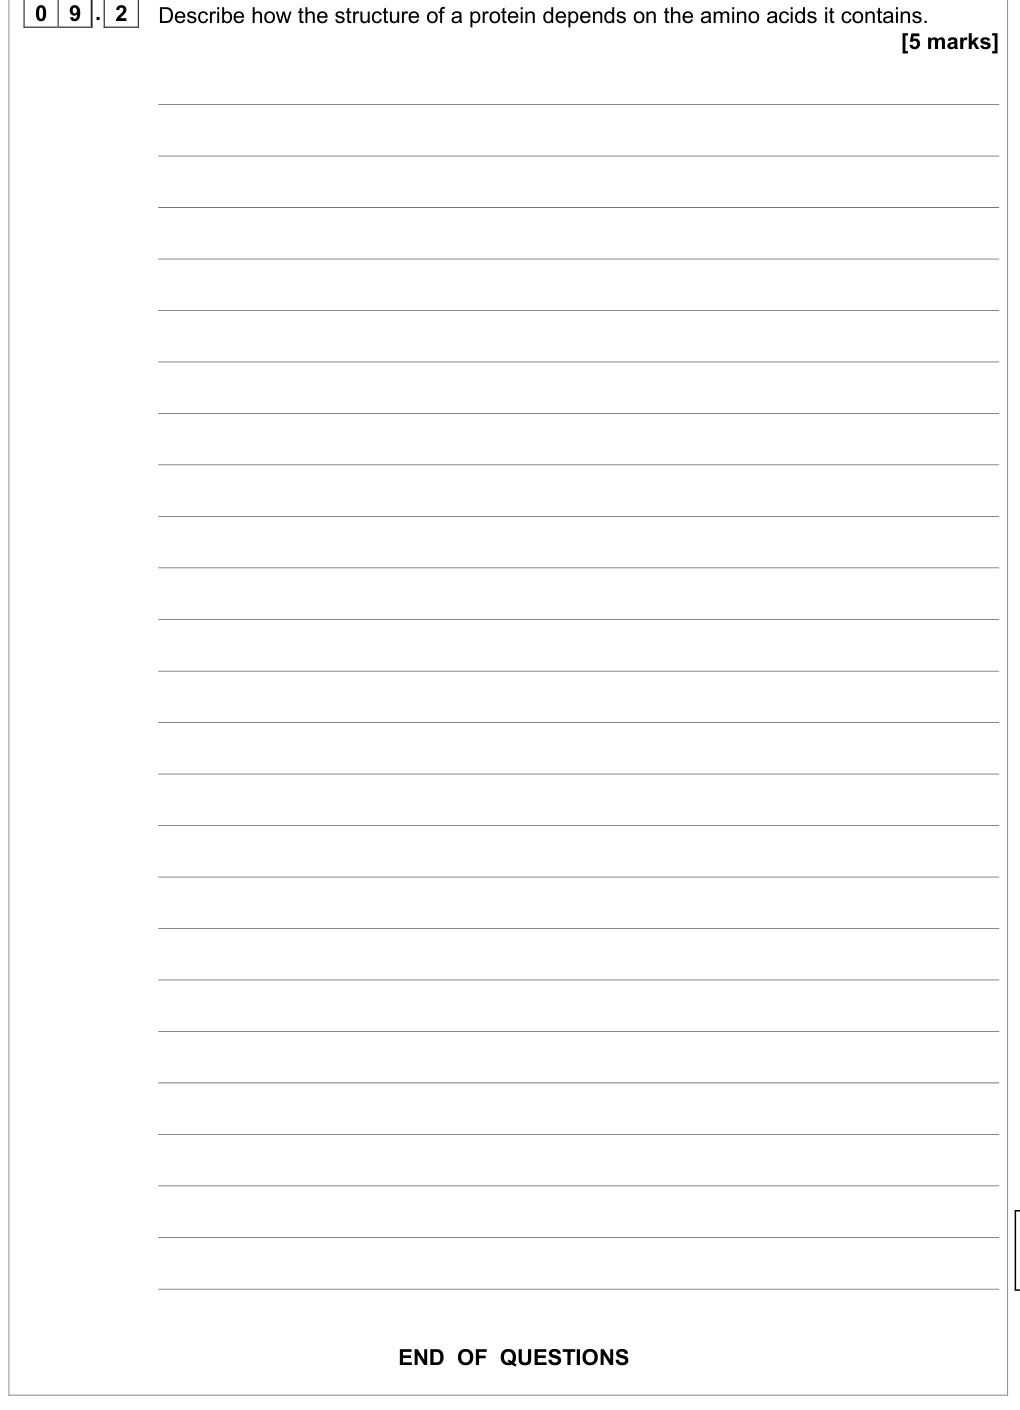 0 9 . 2 Describe how the structure of a protein depends on the amino acids it contains.
[5 marks]
END OF QUESTIONS